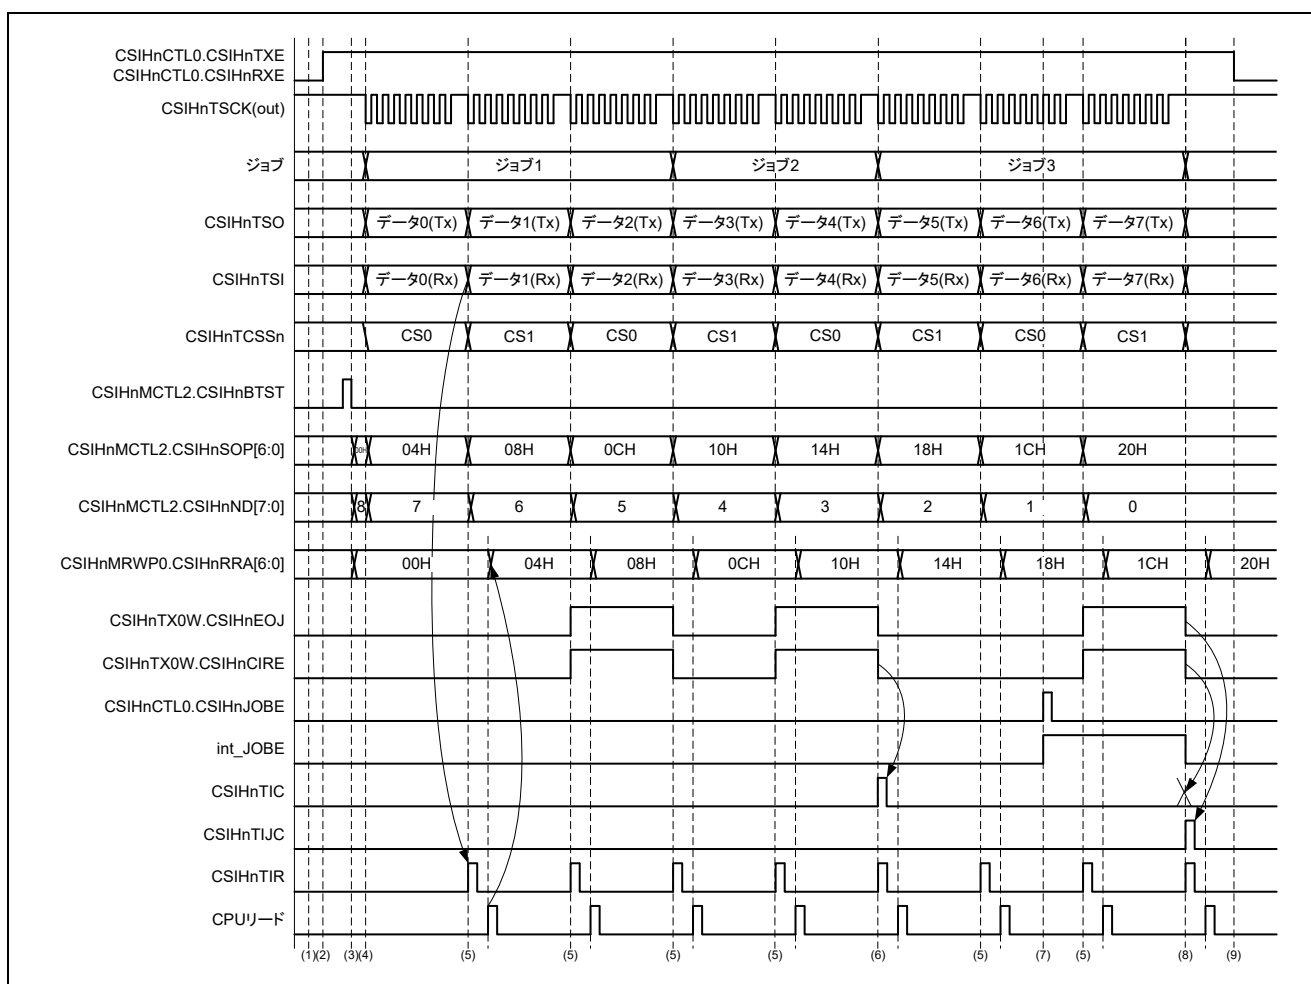 CSIHnCTL0.CSIHnTXE
CSIHnCTL0.CSIHnRXE
CSIHnTSCK(out)
ジョブ ジョブ1 ジョブ2 ジョブ3
CSIHnTSO データ0(Tx) データ1(Tx) データ2(Tx) データ3(Tx) データ4(Tx) データ5(Tx) データ6(Tx) データ7(Tx)
CSIHnTSI データ0(Rx) データ1(Rx) データ2(Rx) データ3(Rx) データ4(Rx) データ5(Rx) データ6(Rx) データ7(Rx)
CSIHnTCSSn CS0 CS1 CS0 CS1 CS0 CS1 CS0 CS1
CSIHnMCTL2.CSIHnBTST
CSIHnMCTL2.CSIHnSOP[6:0] 00H 04H 08H 0CH 10H 14H 18H 1CH 20H
CSIHnMCTL2.CSIHnND[7:0] 8 7 6 5 4 3 2 1 0
CSIHnMRWP0.CSIHnRRA[6:0] 00H 04H 08H 0CH 10H 14H 18H 1CH 20H
CSIHnTX0W.CSIHnEOJ
CSIHnTX0W.CSIHnCIRE
CSIHnCTL0.CSIHnJOBE
int_JOBE
CSIHnTIC
CSIHnTIJC
CSIHnTIR
CPUリード
(1) (2) (3) (4) (5) (5) (5) (5) (6) (5) (7) (5) (8) (9)